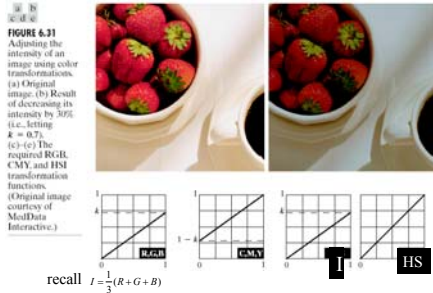 a b
c d e
FIGURE 6.31
Adjusting the
intensity of an
image using color
transformations.
(a) Original
image. (b) Result
of decreasing its
intensity by 30%
(i.e., letting
k = 0.7).
(c)–(e) The
required RGB,
CMY, and HSI
transformation
functions.
(Original image
courtesy of
MedData
Interactive.)
1 1 1 1
k k
1 − k
R,G,B C,M,Y I HS
0 1 0 1 0 1 0 1
recall I = 1/3 (R+G+B)